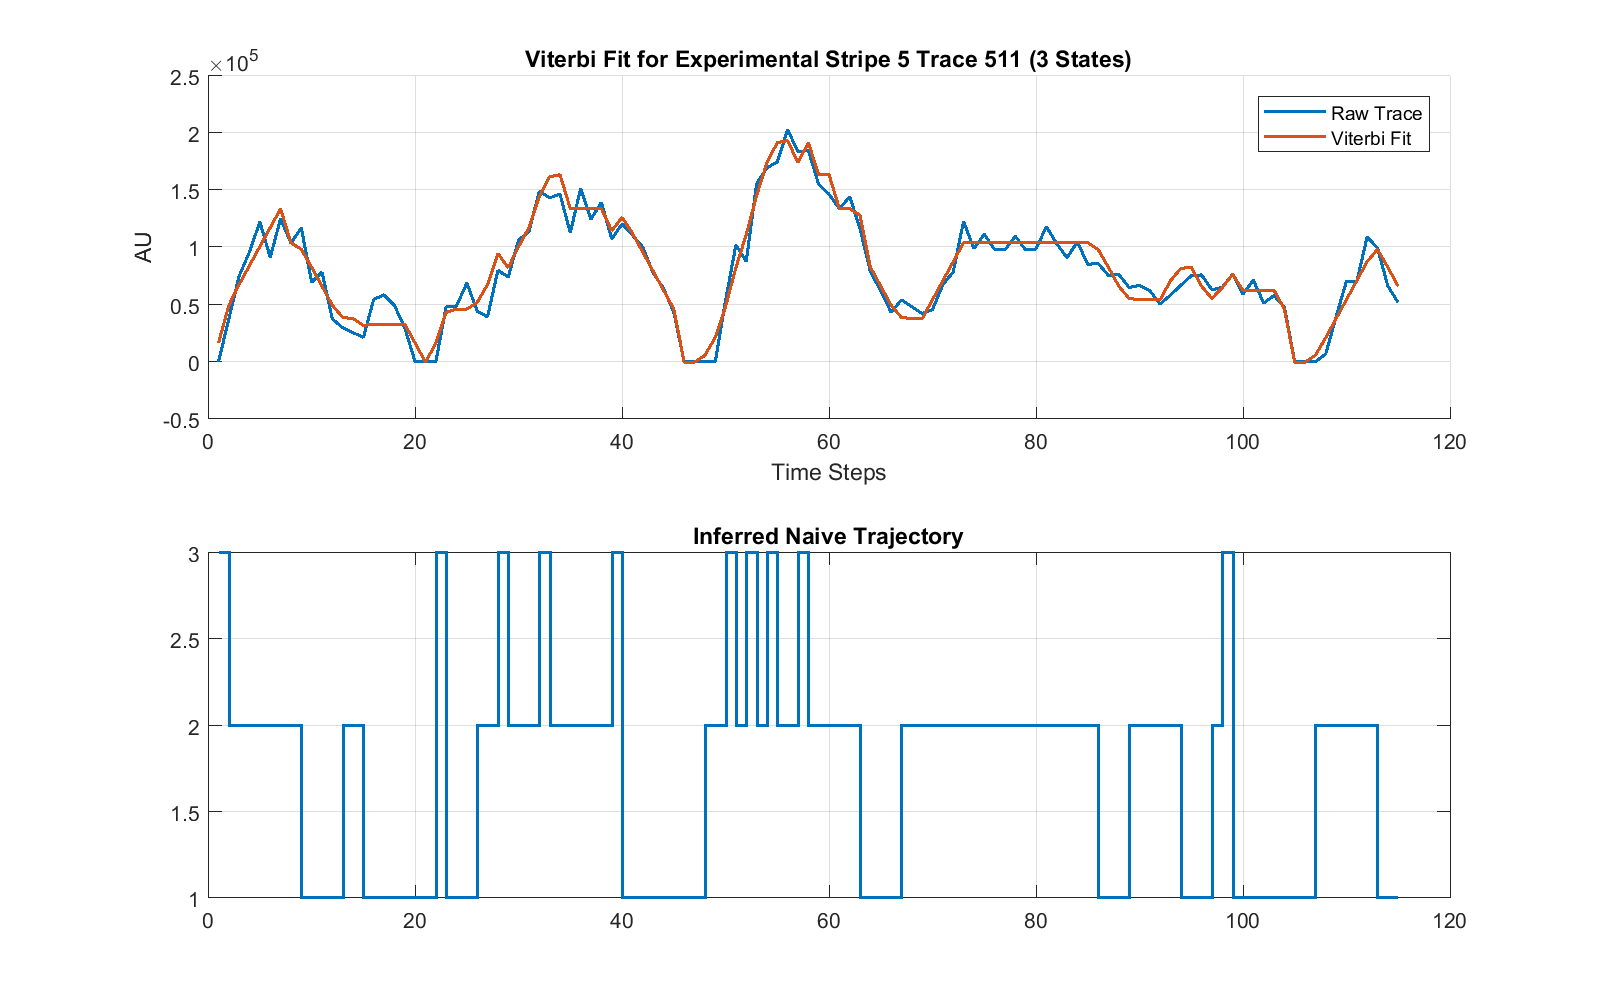 Viterbi Fit for Experimental Stripe 5 Trace 511 (3 States)
×10⁵
2.5
2
1.5
1
0.5
0
-0.5
AU
Raw Trace
Viterbi Fit
0 20 40 60 80 100 120
Time Steps
Inferred Naive Trajectory
3
2.5
2
1.5
1
0 20 40 60 80 100 120